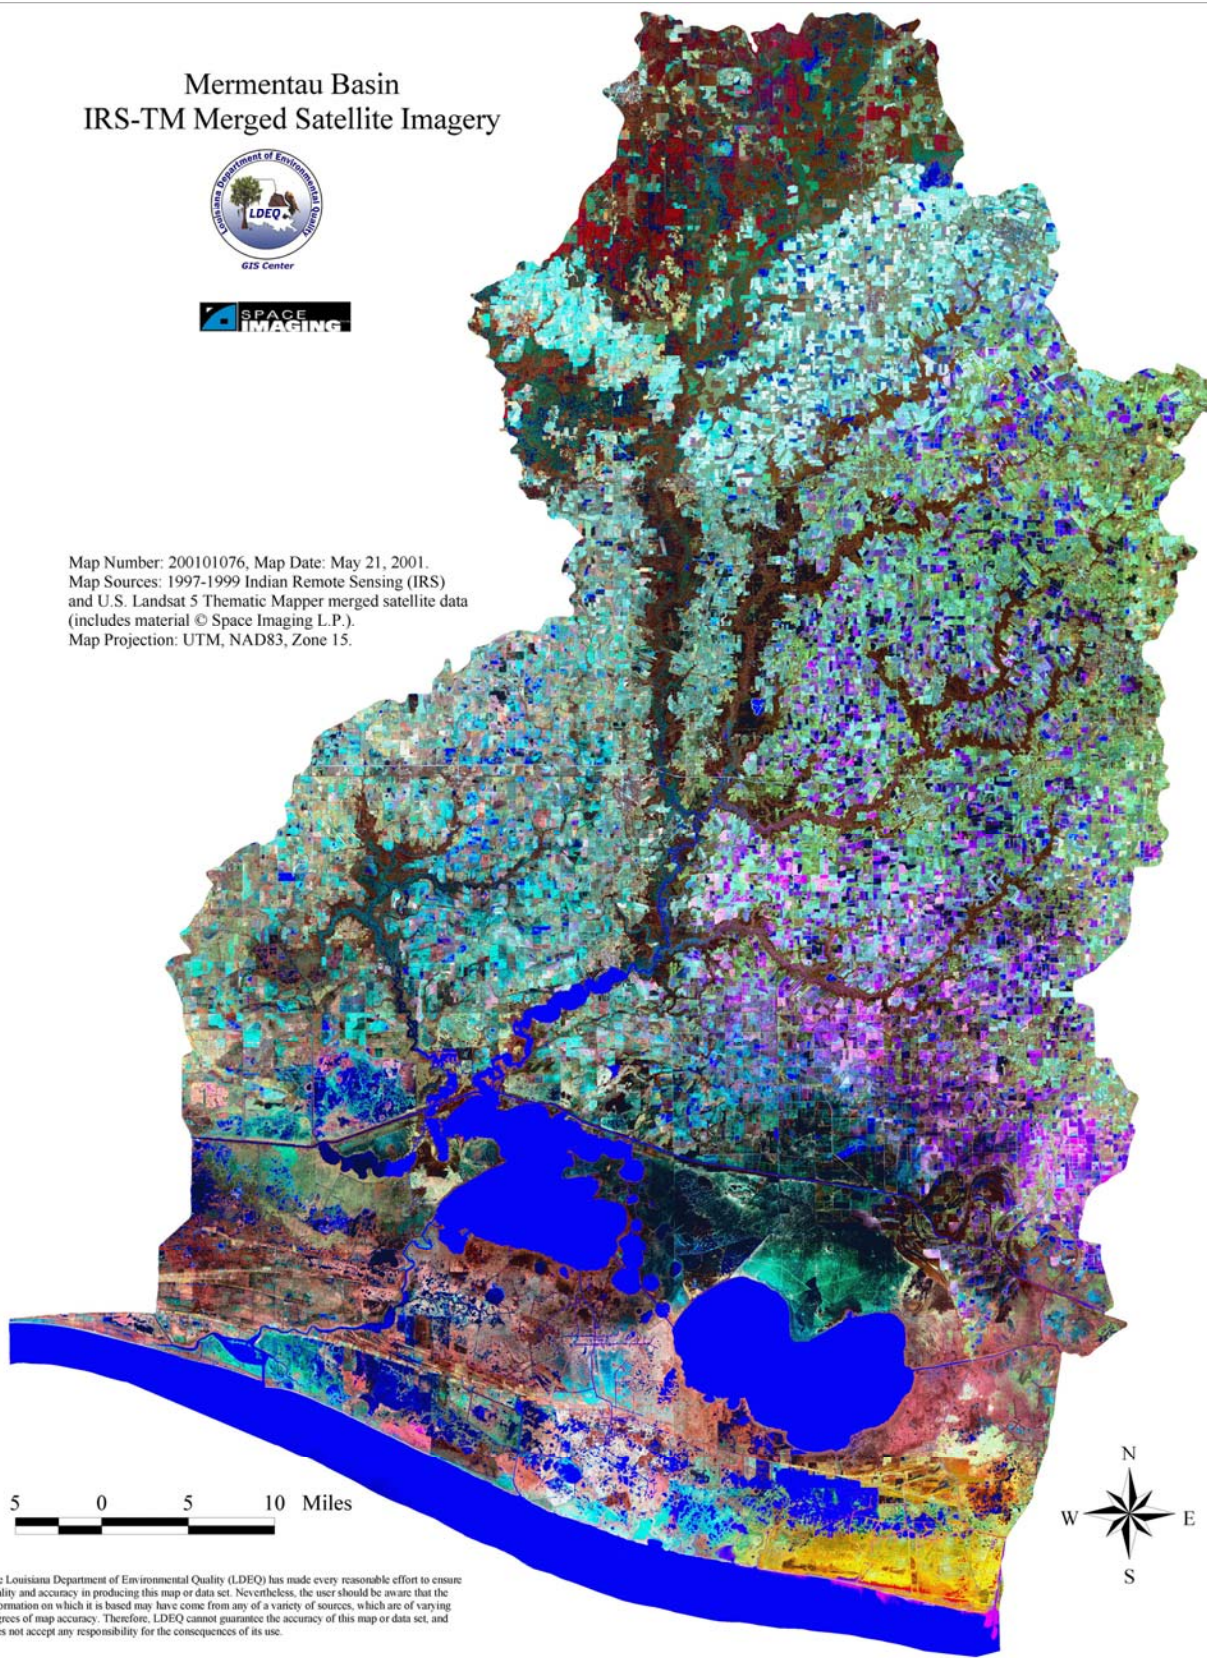 Mermentau Basin
IRS-TM Merged Satellite Imagery
Louisiana Department of Environmental Quality
LDEQ
GIS Center
SPACE
IMAGING
Map Number: 200101076, Map Date: May 21, 2001.
Map Sources: 1997-1999 Indian Remote Sensing (IRS)
and U.S. Landsat 5 Thematic Mapper merged satellite data
(includes material © Space Imaging L.P.).
Map Projection: UTM, NAD83, Zone 15.
N
W E
S
5 0 5 10 Miles
e Louisiana Department of Environmental Quality (LDEQ) has made every reasonable effort to ensure
ality and accuracy in producing this map or data set. Nevertheless, the user should be aware that the
formation on which it is based may have come from any of a variety of sources, which are of varying
grees of map accuracy. Therefore, LDEQ cannot guarantee the accuracy of this map or data set, and
es not accept any responsibility for the consequences of its use.